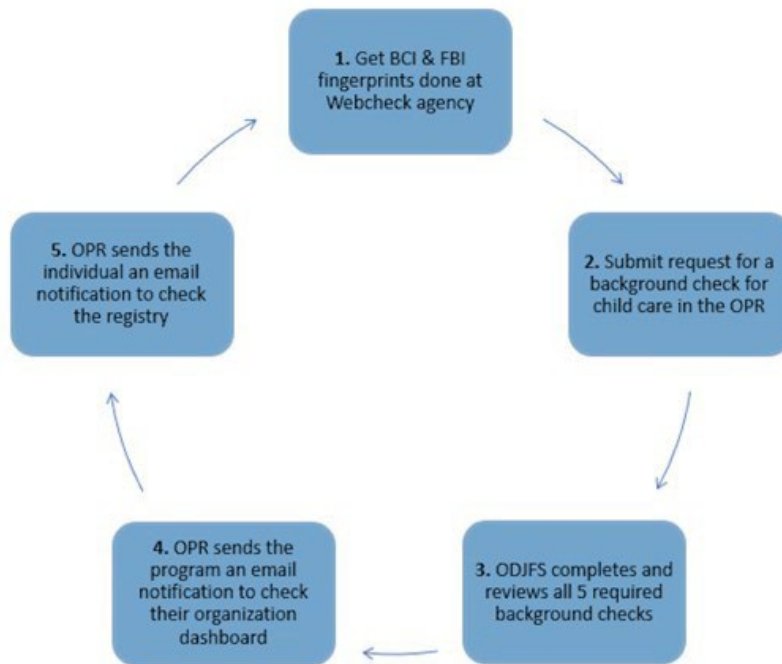 1. Get BCI & FBI
fingerprints done at
Webcheck agency
2. Submit request for a
background check for
child care in the OPR
3. ODJFS completes and
reviews all 5 required
background checks
4. OPR sends the
program an email
notification to check
their organization
dashboard
5. OPR sends the
individual an email
notification to check
the registry